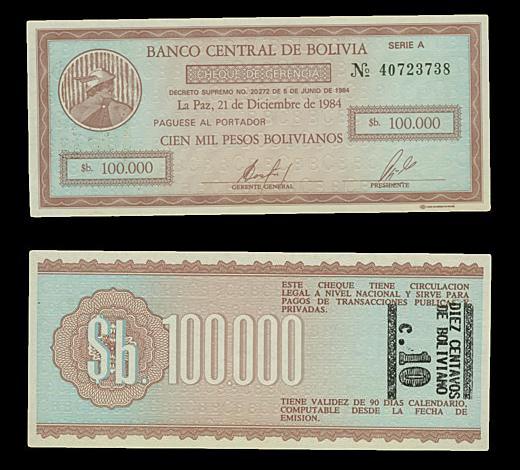 BANCO CENTRAL DE BOLIVIA
SERIE A
CHEQUE DE GERENCIA
Nº 40723738
DECRETO SUPREMO NO. 20272 DE 5 DE JUNIO DE 1984
La Paz, 21 de Diciembre de 1984
PAGUESE AL PORTADOR
$b. 100.000
CIEN MIL PESOS BOLIVIANOS
$b. 100.000
GERENTE GENERAL
PRESIDENTE
ESTE CHEQUE TIENE CIRCULACION
LEGAL A NIVEL NACIONAL Y SIRVE PARA
PAGOS DE TRANSACCIONES PUBLICAS
PRIVADAS.
$b. 100.000
DIEZ CENTAVOS
DE BOLIVIANO
c. 10
TIENE VALIDEZ DE 90 DIAS CALENDARIO,
COMPUTABLE DESDE LA FECHA DE
EMISION.